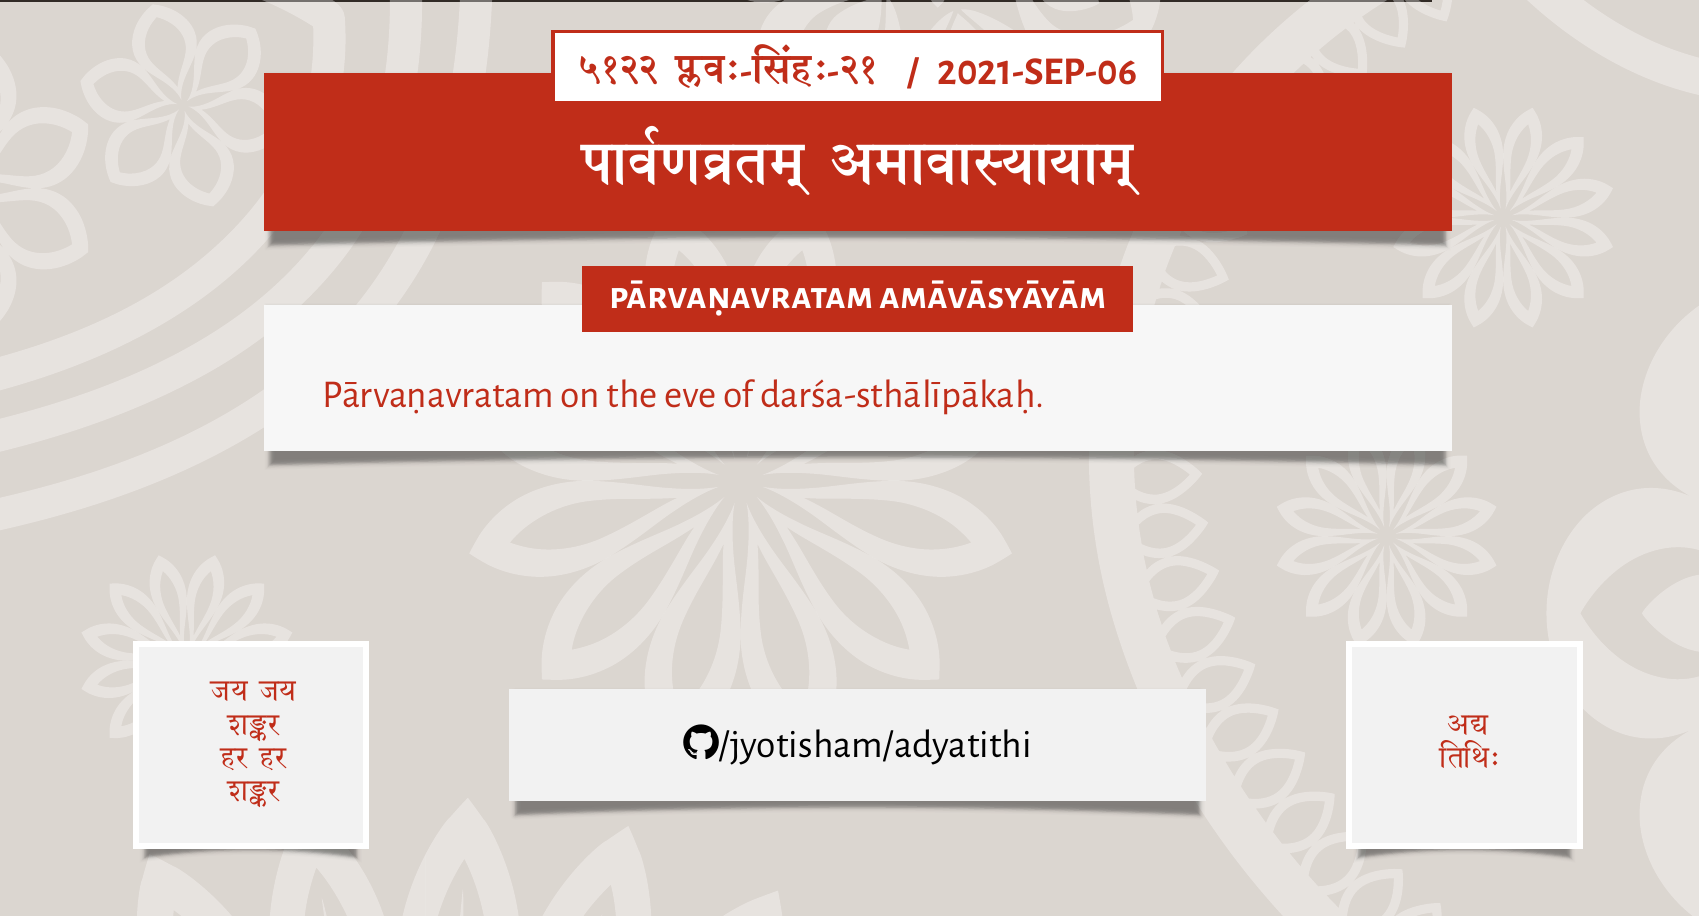 ५१२२ प्लवः-सिंहः-२१ / 2021-SEP-06
पार्वणव्रतम् अमावास्यायाम्
PĀRVAṆAVRATAM AMĀVĀSYĀYĀM
Pārvaṇavratam on the eve of darśa-sthālīpākaḥ.
जय जय
शङ्कर
हर हर
शङ्कर
/jyotisham/adyatithi
अद्य
तिथिः